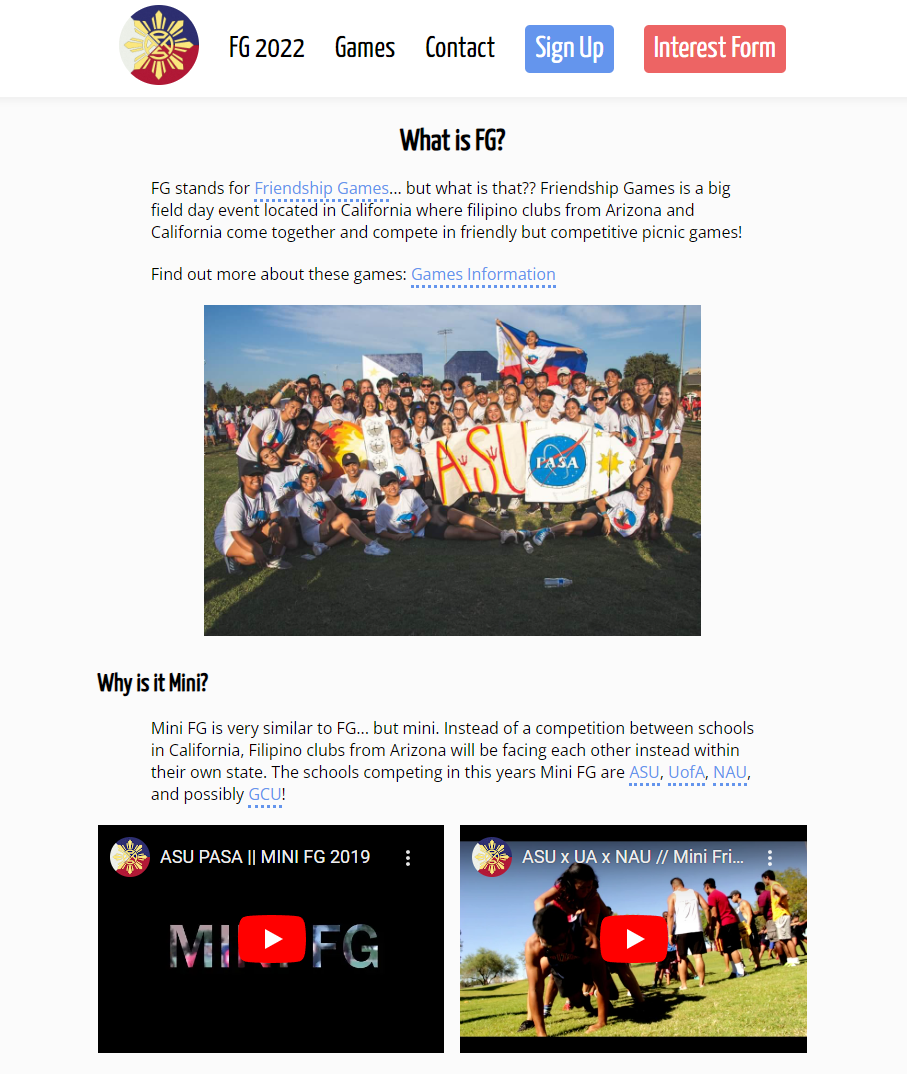 FG 2022
Games
Contact
Sign Up
Interest Form
What is FG?
FG stands for Friendship Games... but what is that?? Friendship Games is a big
field day event located in California where filipino clubs from Arizona and
California come together and compete in friendly but competitive picnic games!
Find out more about these games: Games Information
ASU
PASA
Why is it Mini?
Mini FG is very similar to FG... but mini. Instead of a competition between schools
in California, Filipino clubs from Arizona will be facing each other instead within
their own state. The schools competing in this years Mini FG are ASU, UofA, NAU,
and possibly GCU!
ASU PASA || MINI FG 2019
MINI FG
ASU x UA x NAU // Mini Fri...